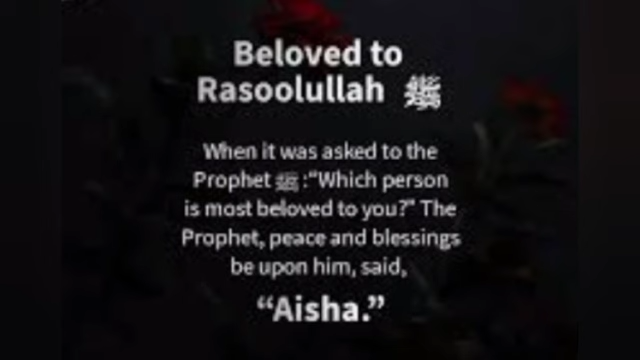 Beloved to
Rasoolullah ﷺ
When it was asked to the
Prophet ﷺ :“Which person
is most beloved to you?” The
Prophet, peace and blessings
be upon him, said,
“Aisha.”